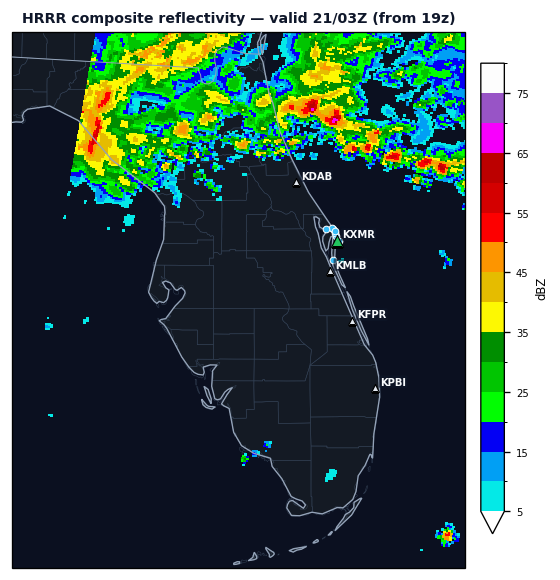 HRRR composite reflectivity — valid 21/03Z (from 19z)
KDAB
KXMR
KMLB
KFPR
KPBI
75
65
55
45
35
25
15
5
dBZ